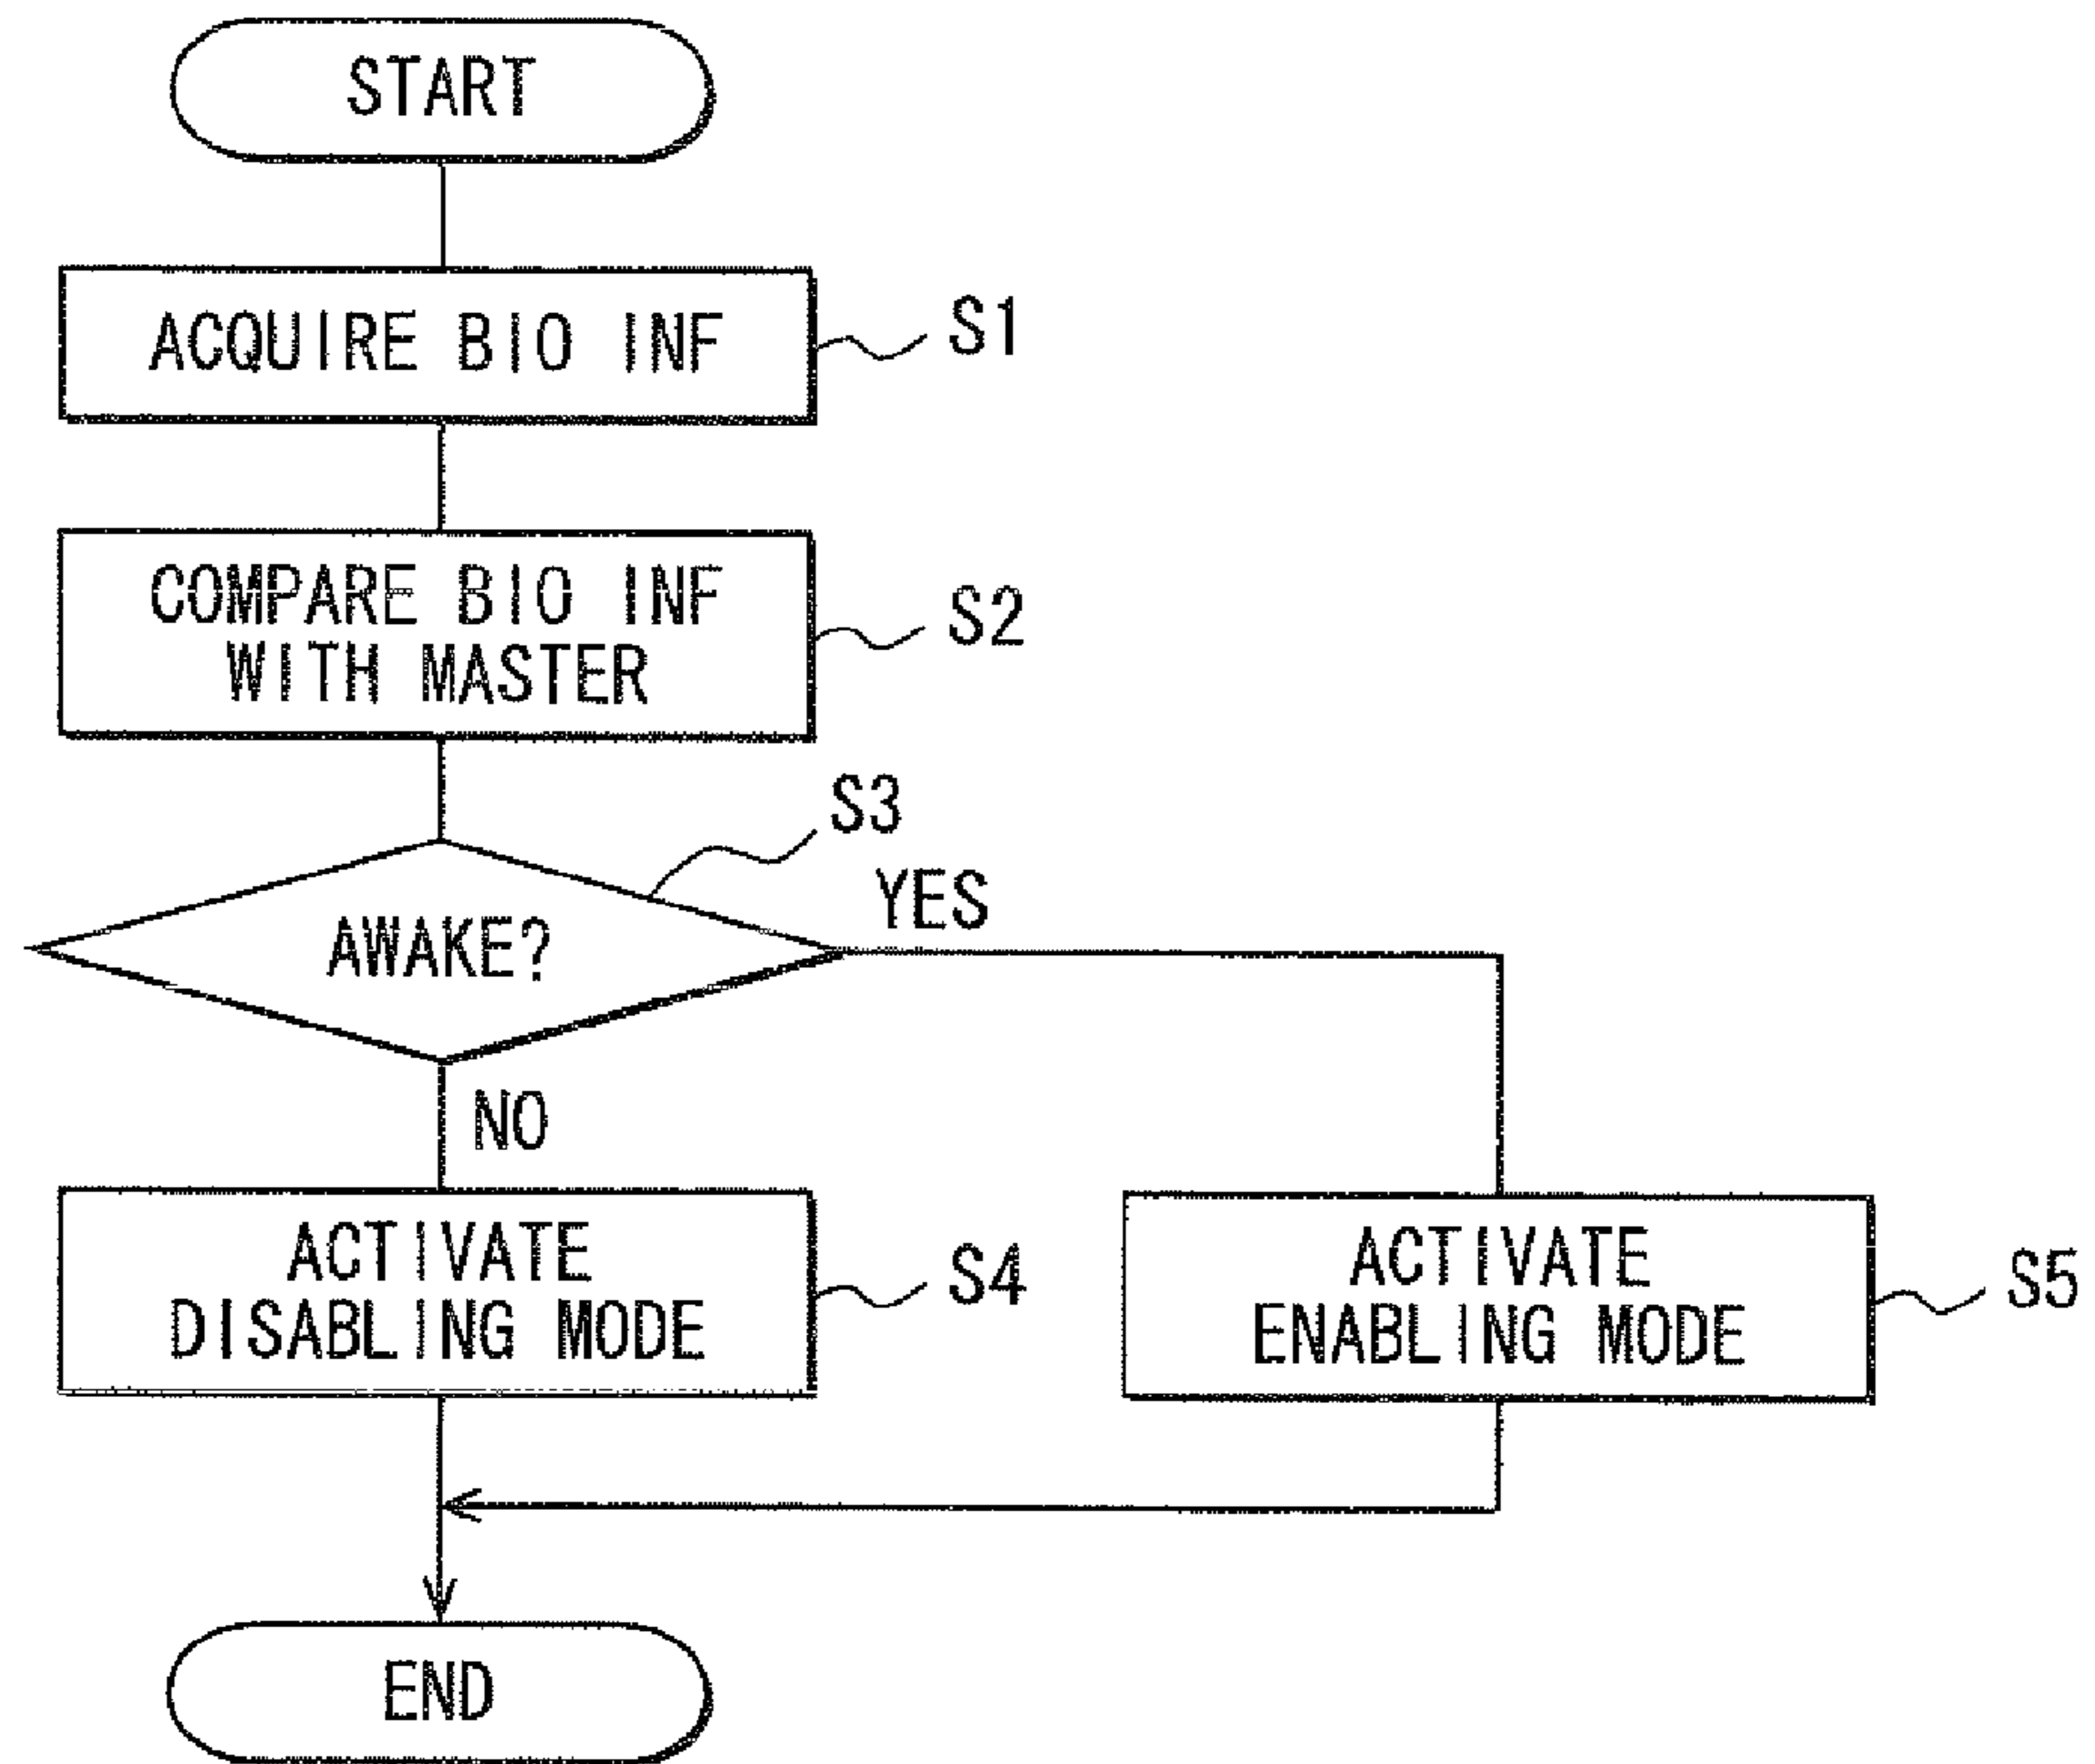 START
ACQUIRE BIO INF
S1
COMPARE BIO INF
WITH MASTER
S2
S3
AWAKE?
YES
NO
ACTIVATE
DISABLING MODE
S4
ACTIVATE
ENABLING MODE
S5
END